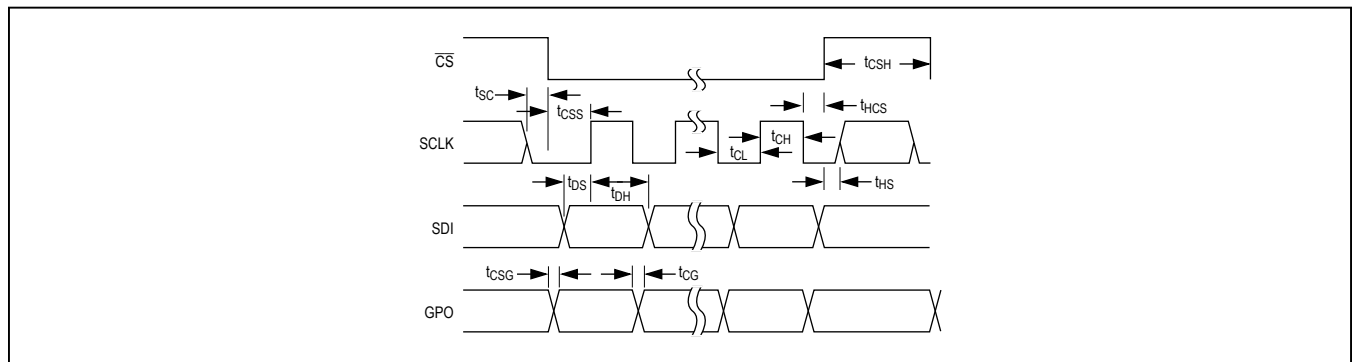 CS
tCSH
tSC
tCSS
tHCS
SCLK
tCH
tCL
tDS
tDH
tHS
SDI
tCSG
tCG
GPO